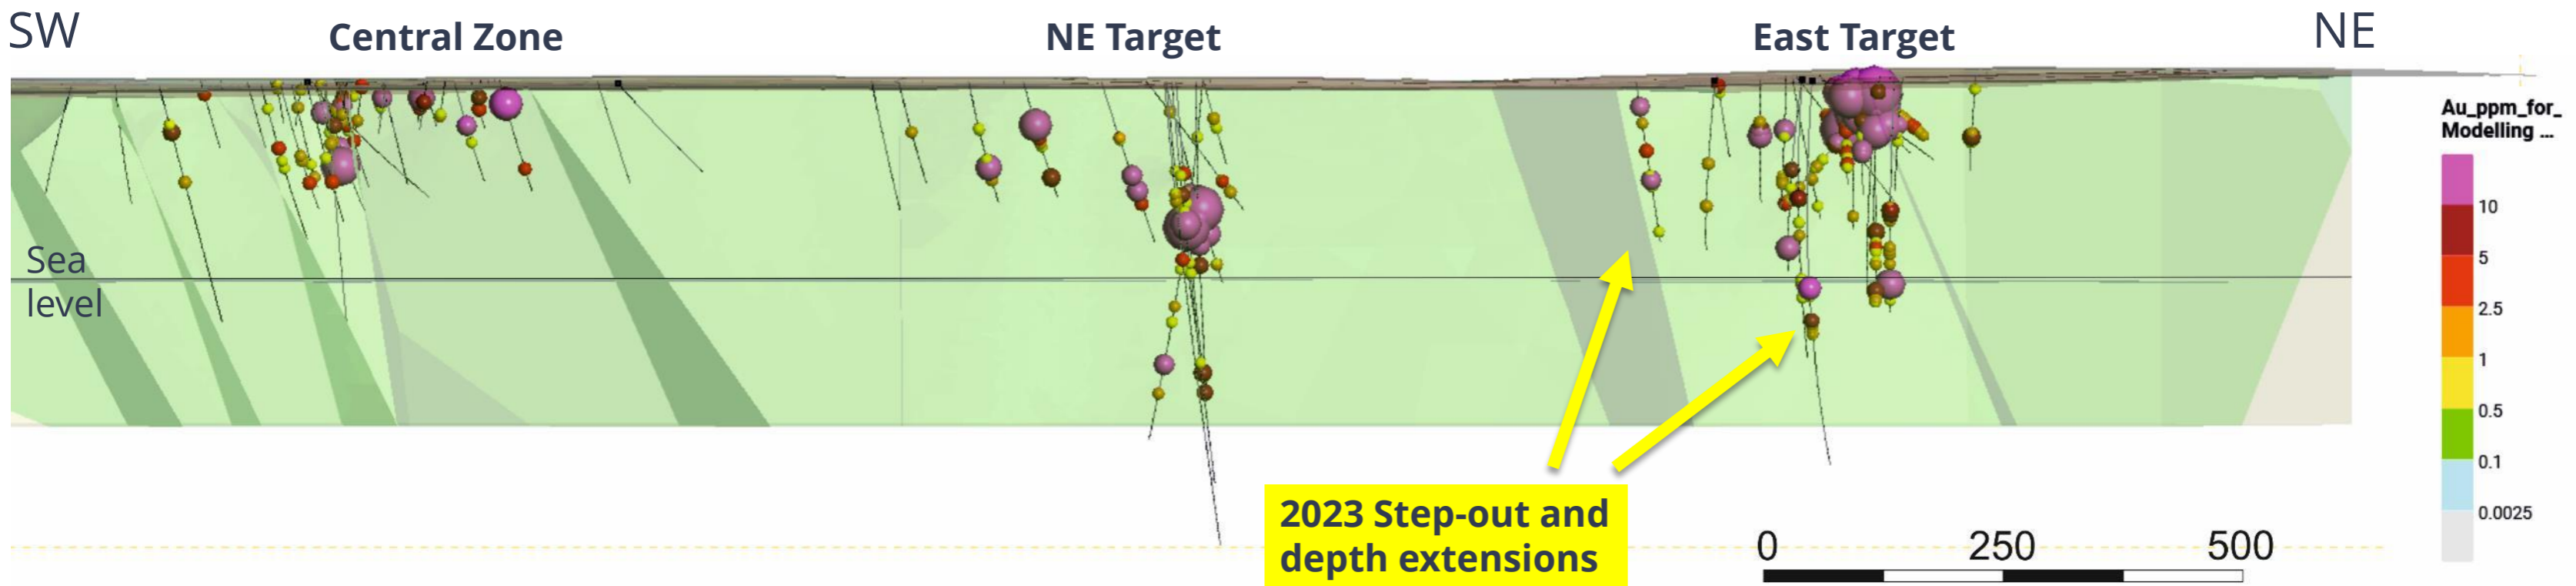 SW
Central Zone
NE Target
East Target
NE
Au_ppm_for_
Modelling ...
10
5
2.5
1
0.5
0.1
0.0025
Sea
level
2023 Step-out and
depth extensions
0 250 500